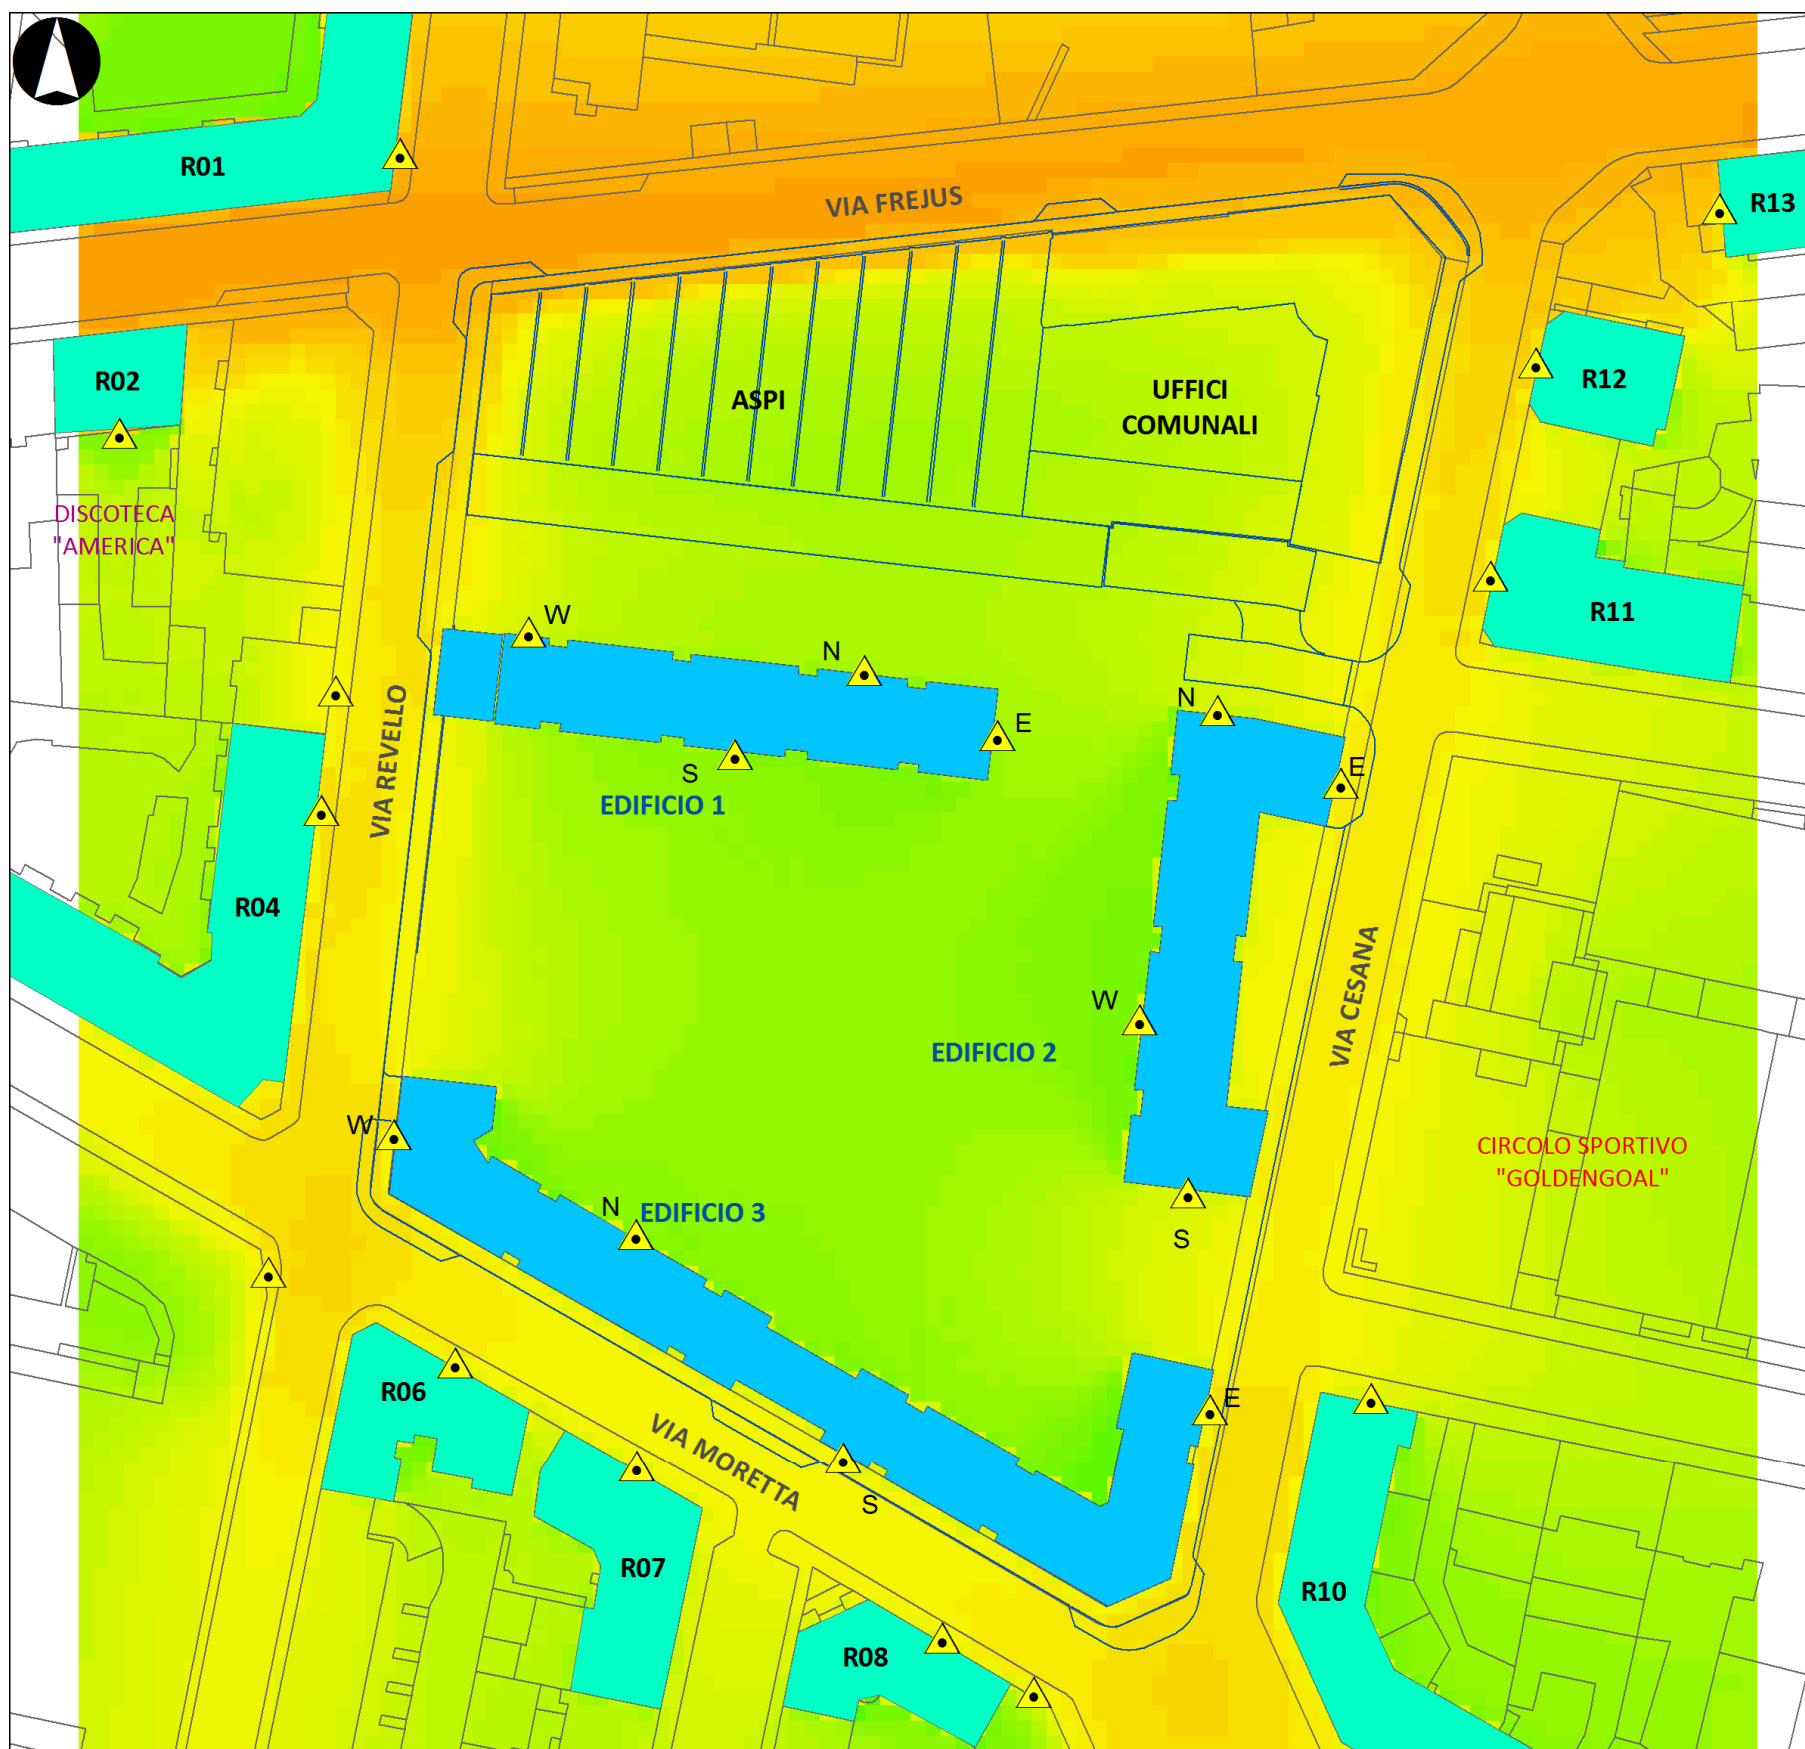 R01
VIA FREJUS
R13
R02
ASPI
UFFICI
COMUNALI
R12
DISCOTECA
"AMERICA"
R11
W
N
E
S
EDIFICIO 1
N
E
VIA REVELLO
R04
W
EDIFICIO 2
VIA CESANA
S
W
N
EDIFICIO 3
CIRCOLO SPORTIVO
"GOLDENGOAL"
E
R06
VIA MORETTA
S
R07
R08
R10